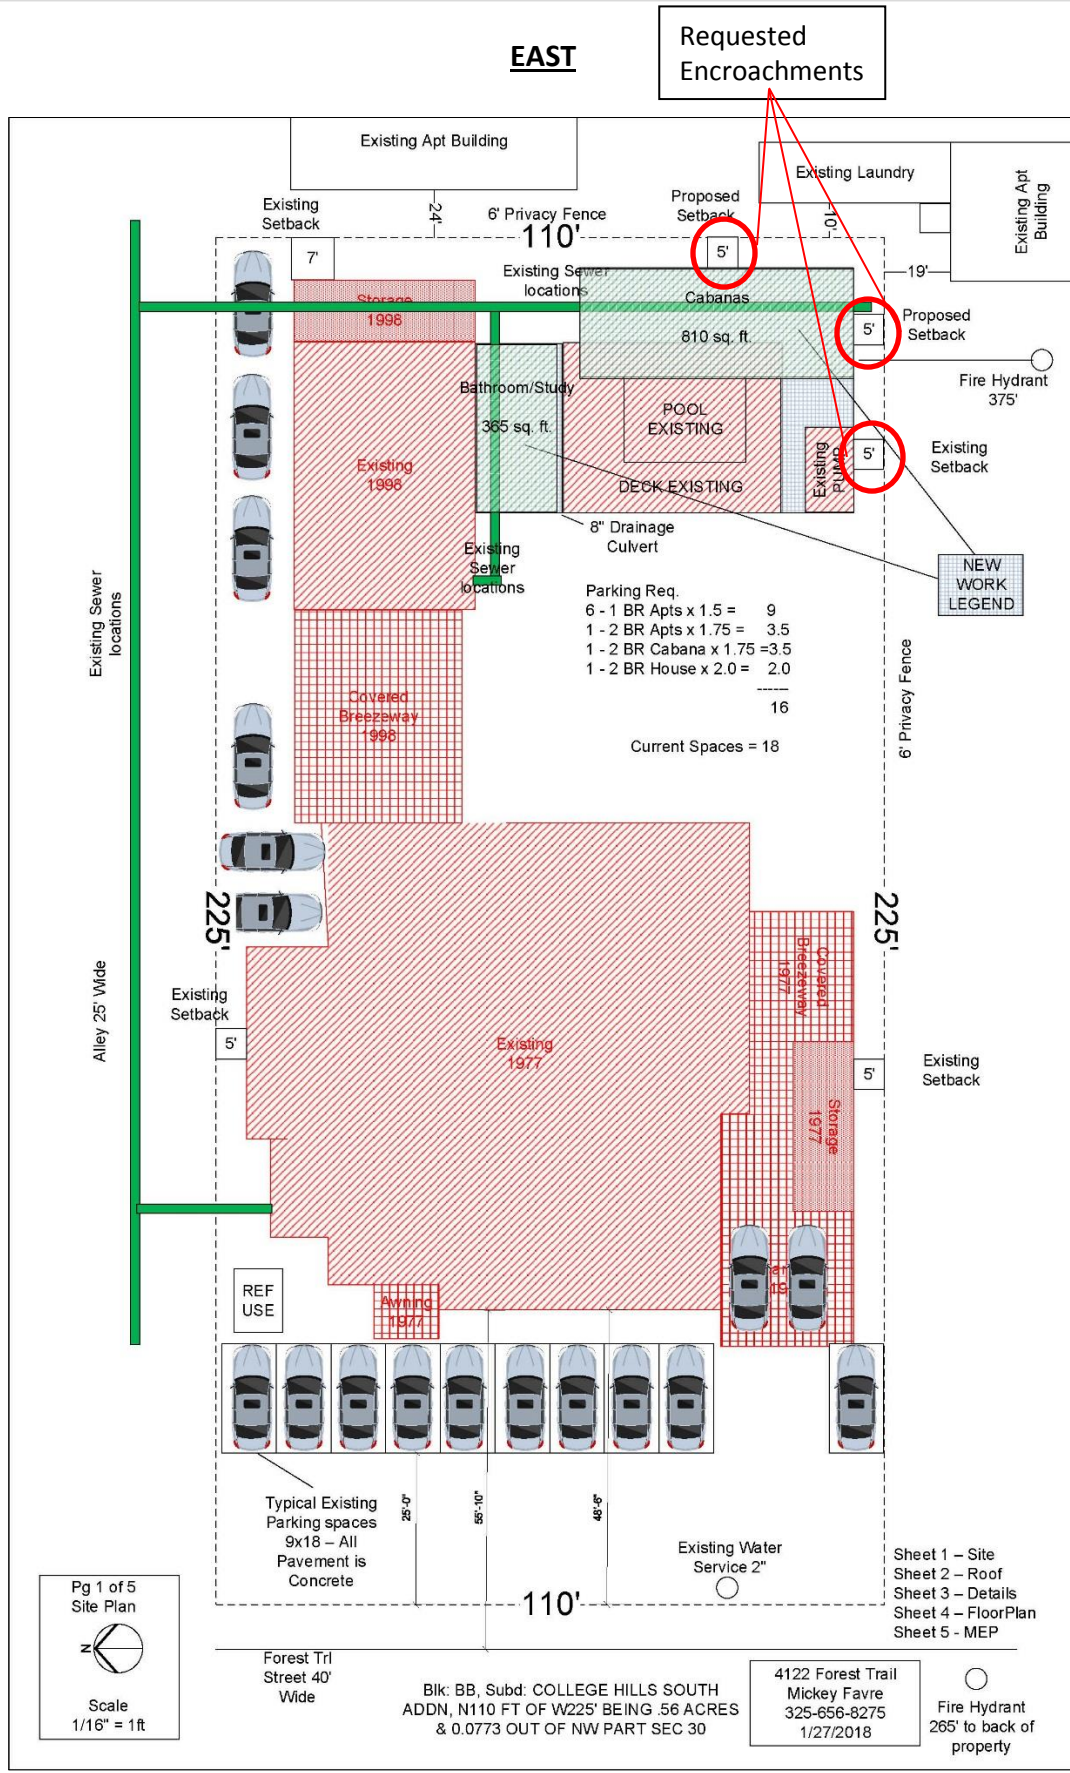 EAST
Requested
Encroachments
Existing Apt Building
Existing Laundry
Existing Apt
Building
Existing
Setback
24'
6' Privacy Fence
Proposed
Setback
10'
110'
7'
5'
Existing Sewer
locations
19'
Storage
1998
Cabanas
810 sq. ft.
5'
Proposed
Setback
Fire Hydrant
375'
Bathroom/Study
365 sq. ft.
POOL
EXISTING
Existing
1998
DECK EXISTING
Existing
PUMP
5'
Existing
Setback
8" Drainage
Culvert
Existing
Sewer
locations
NEW
WORK
LEGEND
Existing Sewer
locations
Parking Req.
6 - 1 BR Apts x 1.5 = 9
1 - 2 BR Apts x 1.75 = 3.5
1 - 2 BR Cabana x 1.75 =3.5
1 - 2 BR House x 2.0 = 2.0
------
16
Current Spaces = 18
6' Privacy Fence
Covered
Breezeway
1998
225'
225'
Covered
Breezeway
1977
Alley 25' Wide
Existing
Setback
5'
Existing
1977
5'
Existing
Setback
Storage
1977
REF
USE
Awning
1977
Typical Existing
Parking spaces
9x18 – All
Pavement is
Concrete
25'-0"
55'-10"
48'-6"
Existing Water
Service 2"
Sheet 1 – Site
Sheet 2 – Roof
Sheet 3 – Details
Sheet 4 – FloorPlan
Sheet 5 - MEP
Pg 1 of 5
Site Plan
N
Scale
1/16" = 1ft
110'
Forest Trl
Street 40'
Wide
Blk: BB, Subd: COLLEGE HILLS SOUTH
ADDN, N110 FT OF W225' BEING .56 ACRES
& 0.0773 OUT OF NW PART SEC 30
4122 Forest Trail
Mickey Favre
325-656-8275
1/27/2018
Fire Hydrant
265' to back of
property